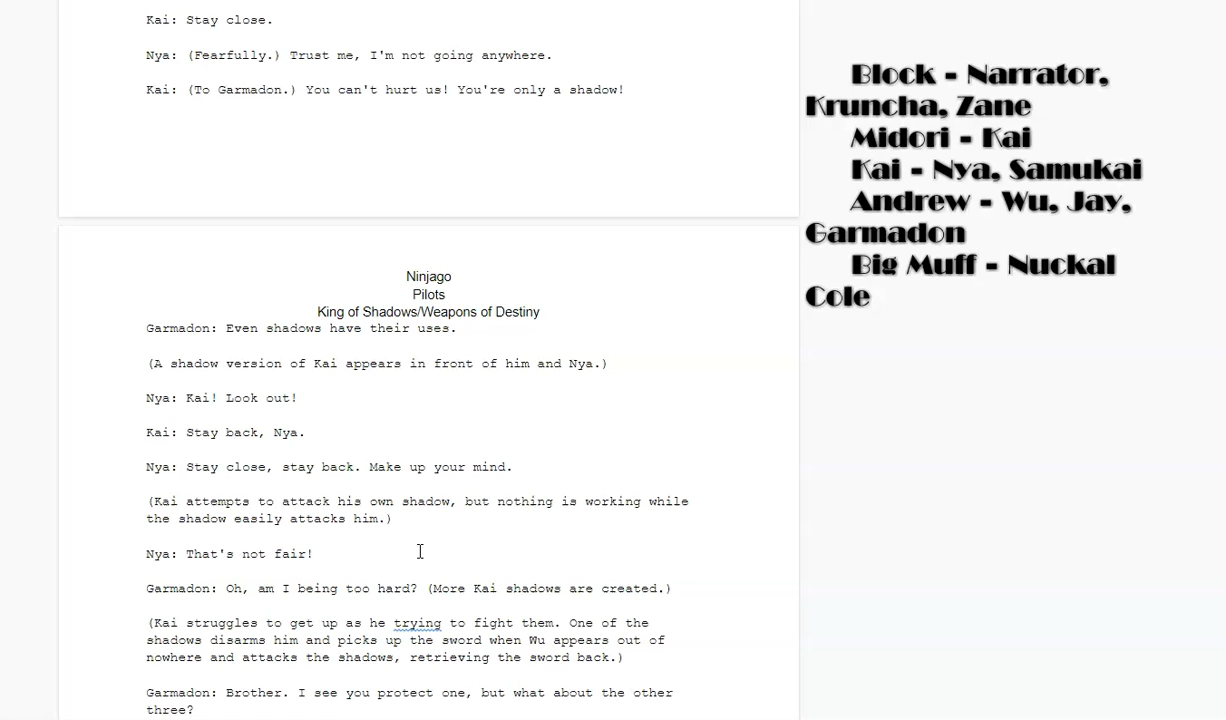 Kai: Stay close.
Nya: (Fearfully.) Trust me, I'm not going anywhere.
Kai: (To Garmadon.) You can't hurt us! You're only a shadow!
Ninjago
Pilots
King of Shadows/Weapons of Destiny
Garmadon: Even shadows have their uses.
(A shadow version of Kai appears in front of him and Nya.)
Nya: Kai! Look out!
Kai: Stay back, Nya.
Nya: Stay close, stay back. Make up your mind.
(Kai attempts to attack his own shadow, but nothing is working while
the shadow easily attacks him.)
Nya: That's not fair!
Garmadon: Oh, am I being too hard? (More Kai shadows are created.)
(Kai struggles to get up as he trying to fight them. One of the
shadows disarms him and picks up the sword when Wu appears out of
nowhere and attacks the shadows, retrieving the sword back.)
Garmadon: Brother. I see you protect one, but what about the other
three?
Block - Narrator,
Kruncha, Zane
Midori - Kai
Kai - Nya, Samukai
Andrew - Wu, Jay,
Garmadon
Big Muff - Nuckal
Cole